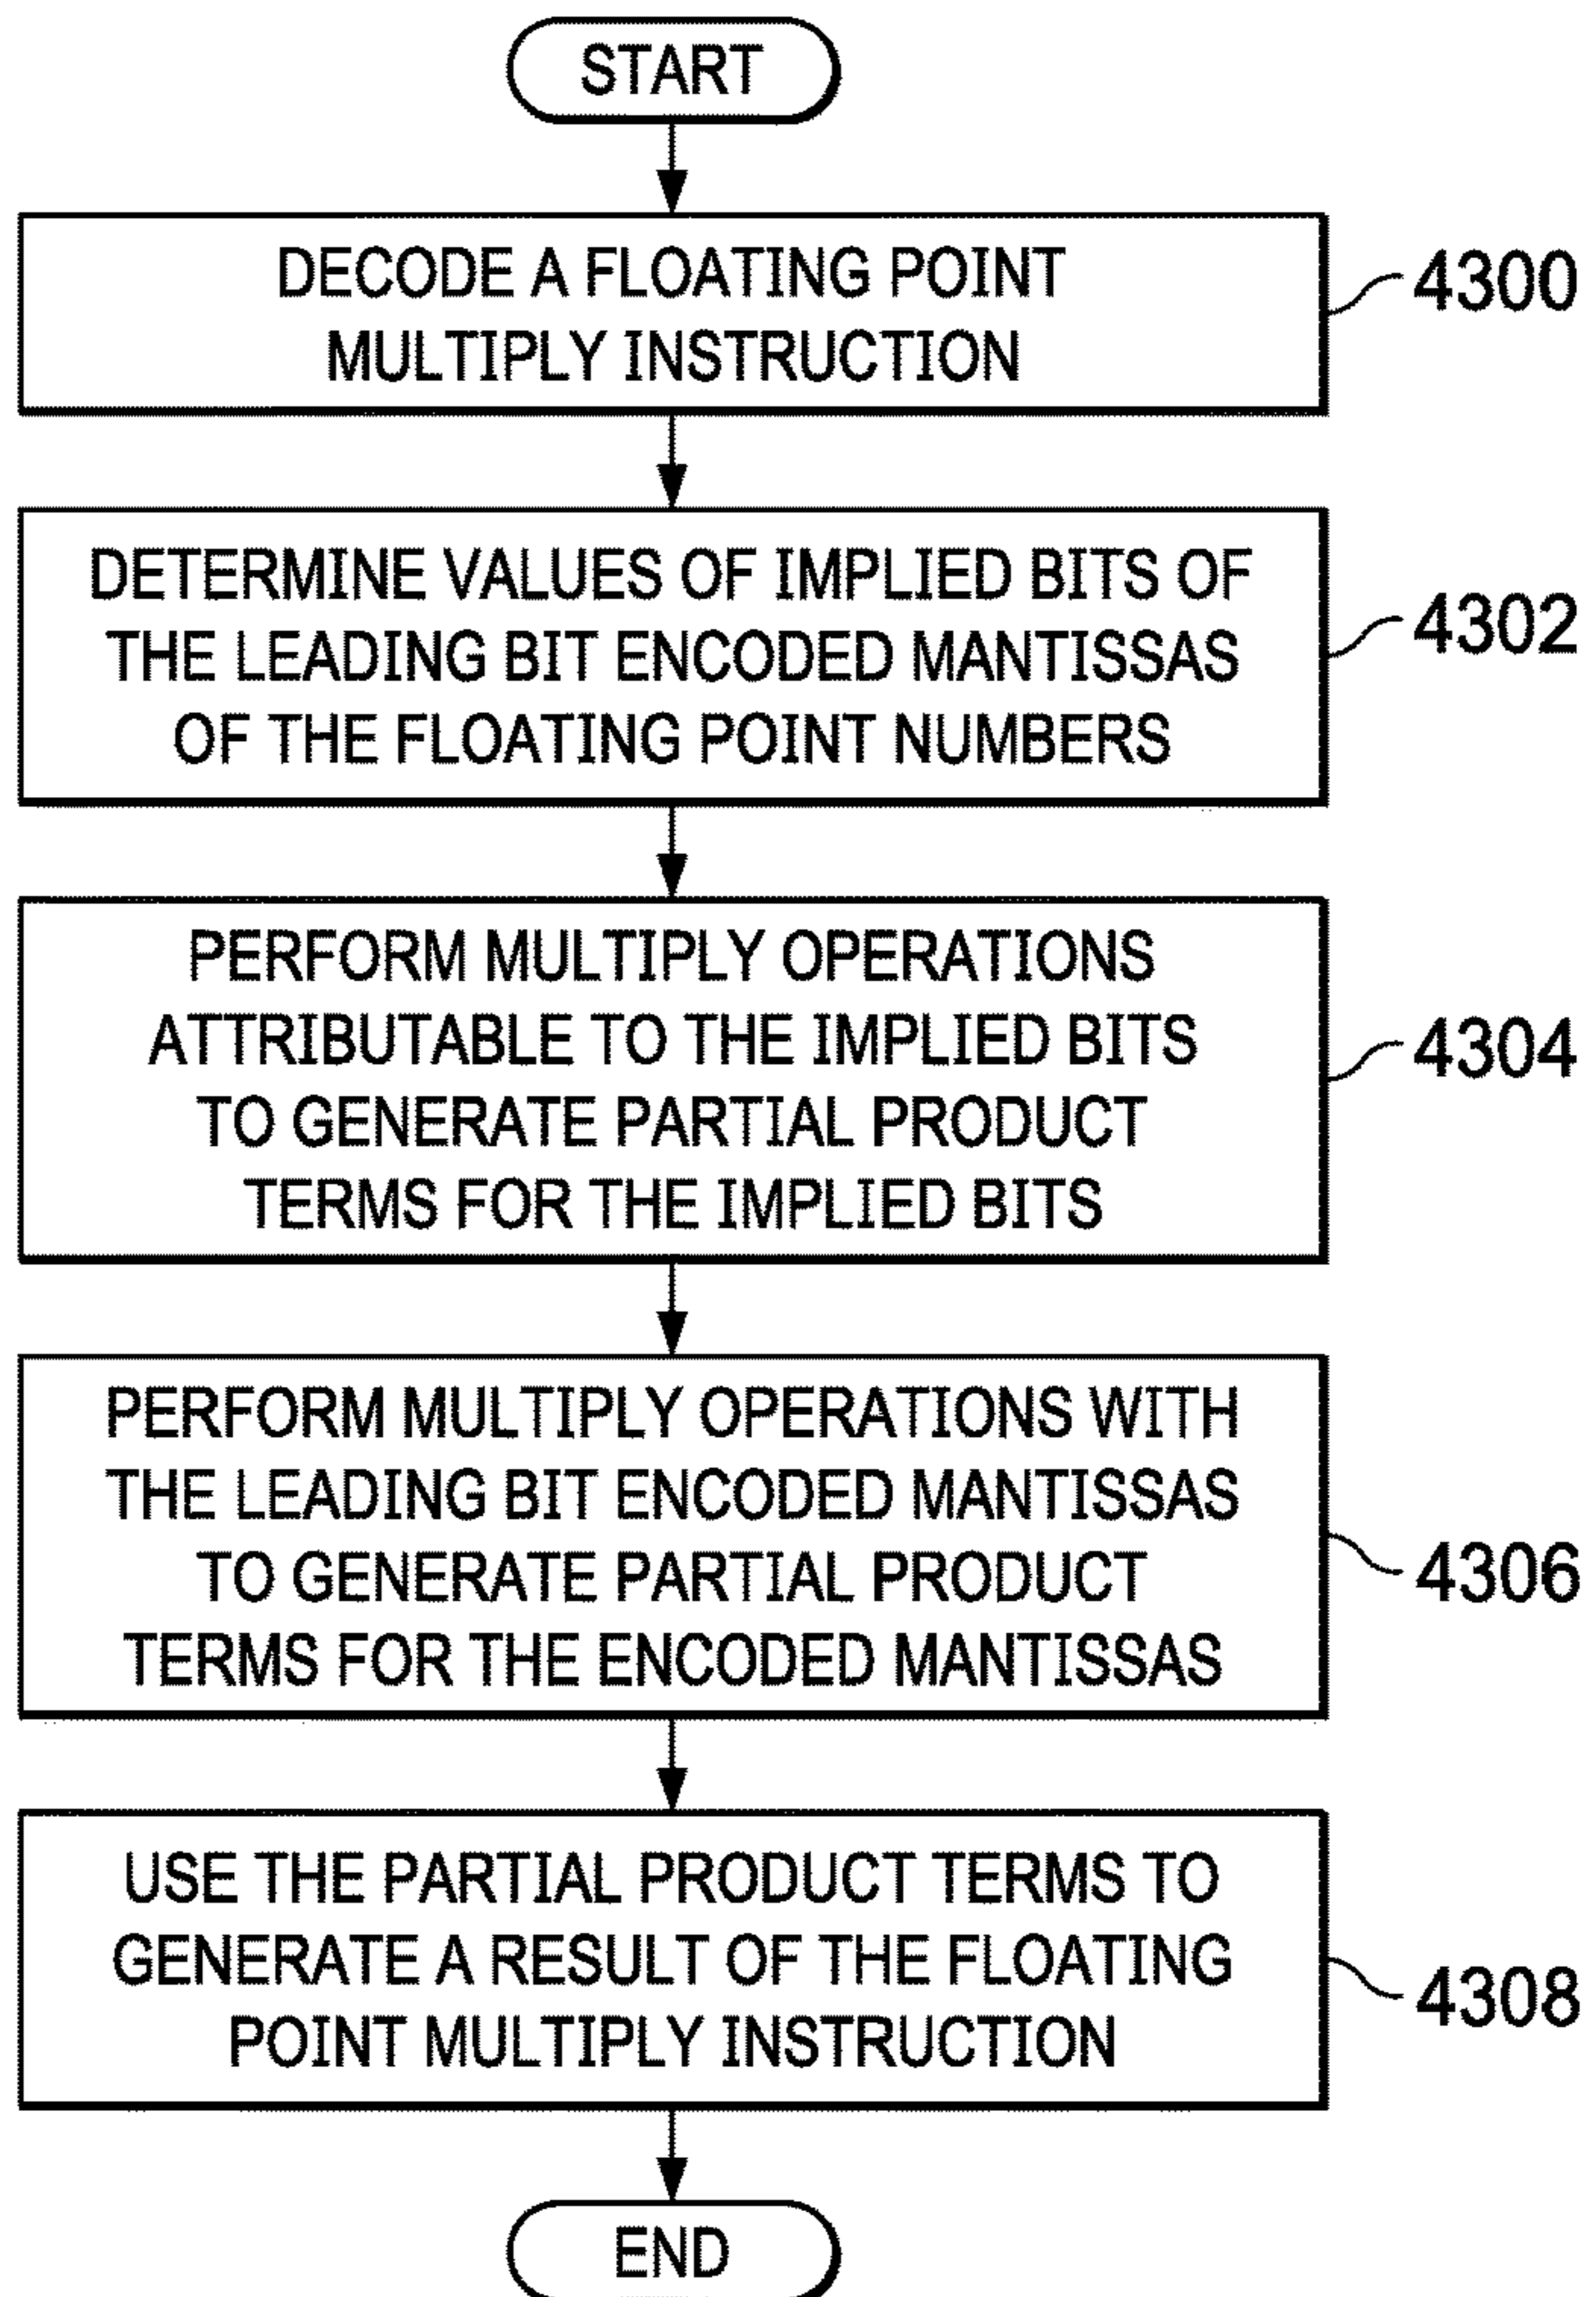 START
DECODE A FLOATING POINT
MULTIPLY INSTRUCTION
4300
DETERMINE VALUES OF IMPLIED BITS OF
THE LEADING BIT ENCODED MANTISSAS
OF THE FLOATING POINT NUMBERS
4302
PERFORM MULTIPLY OPERATIONS
ATTRIBUTABLE TO THE IMPLIED BITS
TO GENERATE PARTIAL PRODUCT
TERMS FOR THE IMPLIED BITS
4304
PERFORM MULTIPLY OPERATIONS WITH
THE LEADING BIT ENCODED MANTISSAS
TO GENERATE PARTIAL PRODUCT
TERMS FOR THE ENCODED MANTISSAS
4306
USE THE PARTIAL PRODUCT TERMS TO
GENERATE A RESULT OF THE FLOATING
POINT MULTIPLY INSTRUCTION
4308
END